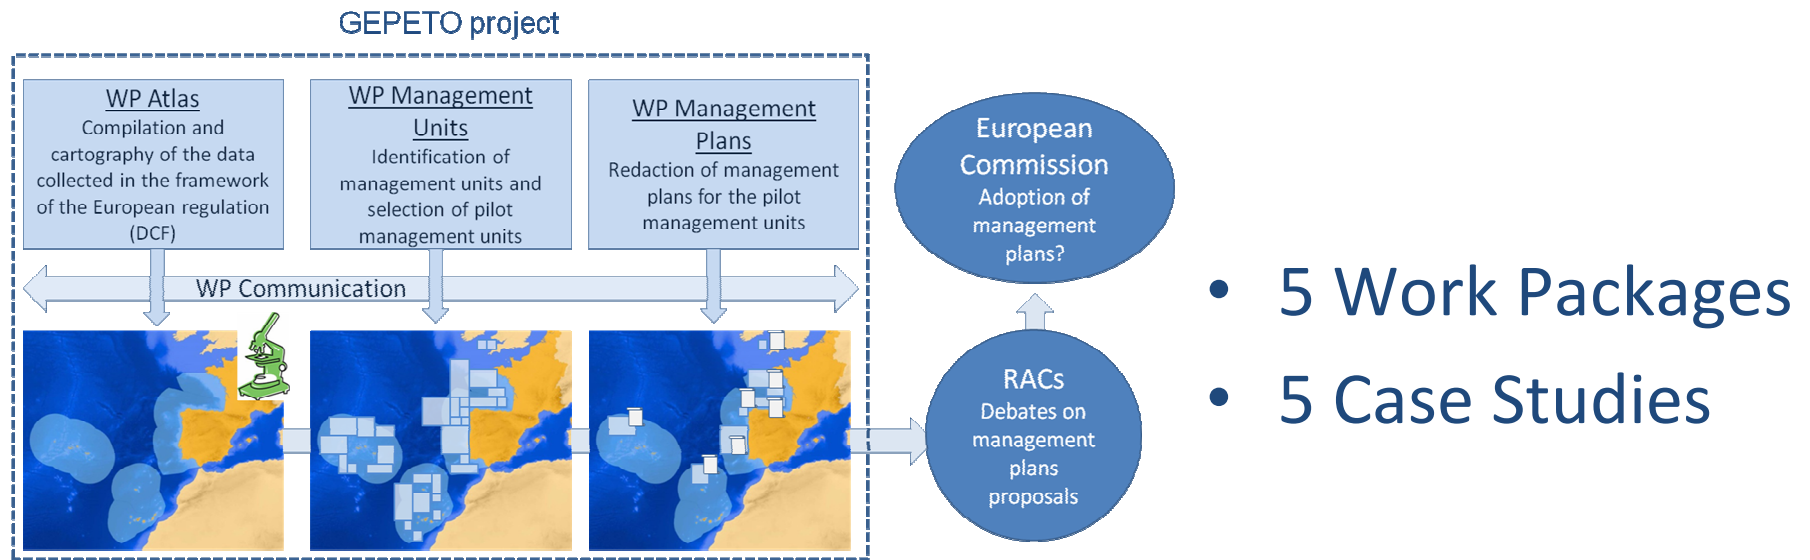 GEPETO project
WP Atlas
Compilation and
cartography of the data
collected in the framework
of the European regulation
(DCF)
WP Management
Units
Identification of
management units and
selection of pilot
management units
WP Management
Plans
Redaction of management
plans for the pilot
management units
WP Communication
European
Commission
Adoption of
management
plans?
RACs
Debates on
management
plans
proposals
• 5 Work Packages
• 5 Case Studies